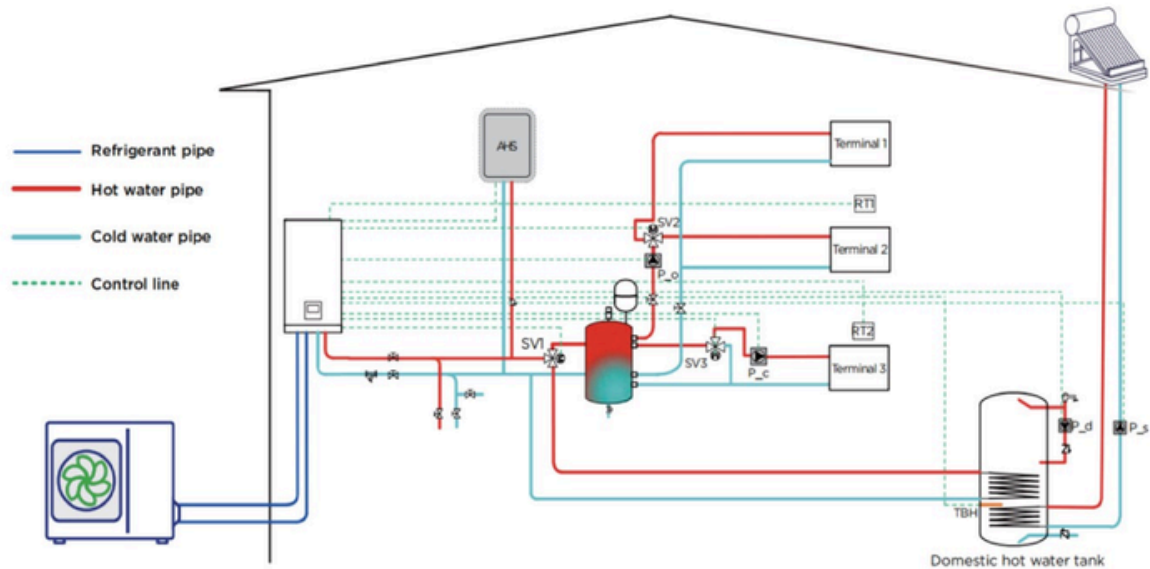 Refrigerant pipe
Hot water pipe
Cold water pipe
Control line
AHS
Terminal 1
RT1
SV2
Terminal 2
P_o
RT2
SV1
SV3
P_c
Terminal 3
P_d
P_s
TBH
Domestic hot water tank